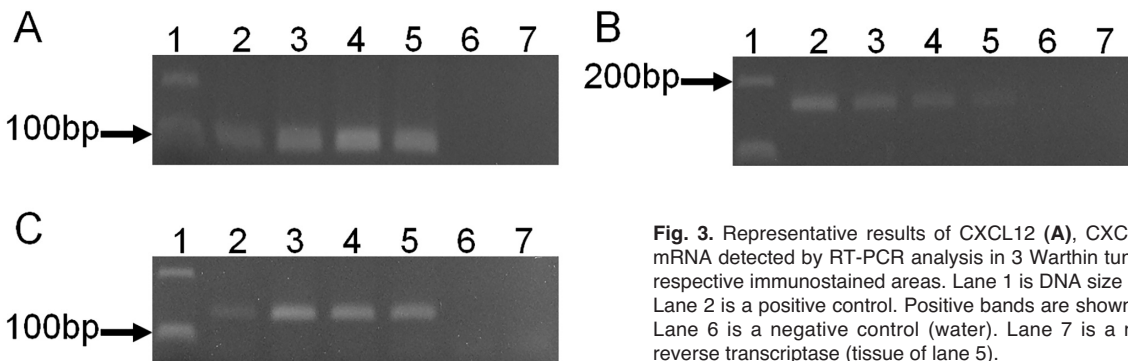 A
1 2 3 4 5 6 7
100bp
B
1 2 3 4 5 6 7
200bp
C
1 2 3 4 5 6 7
100bp
Fig. 3. Representative results of CXCL12 (A), CXC
mRNA detected by RT-PCR analysis in 3 Warthin tur
respective immunostained areas. Lane 1 is DNA size
Lane 2 is a positive control. Positive bands are shown
Lane 6 is a negative control (water). Lane 7 is a
reverse transcriptase (tissue of lane 5).